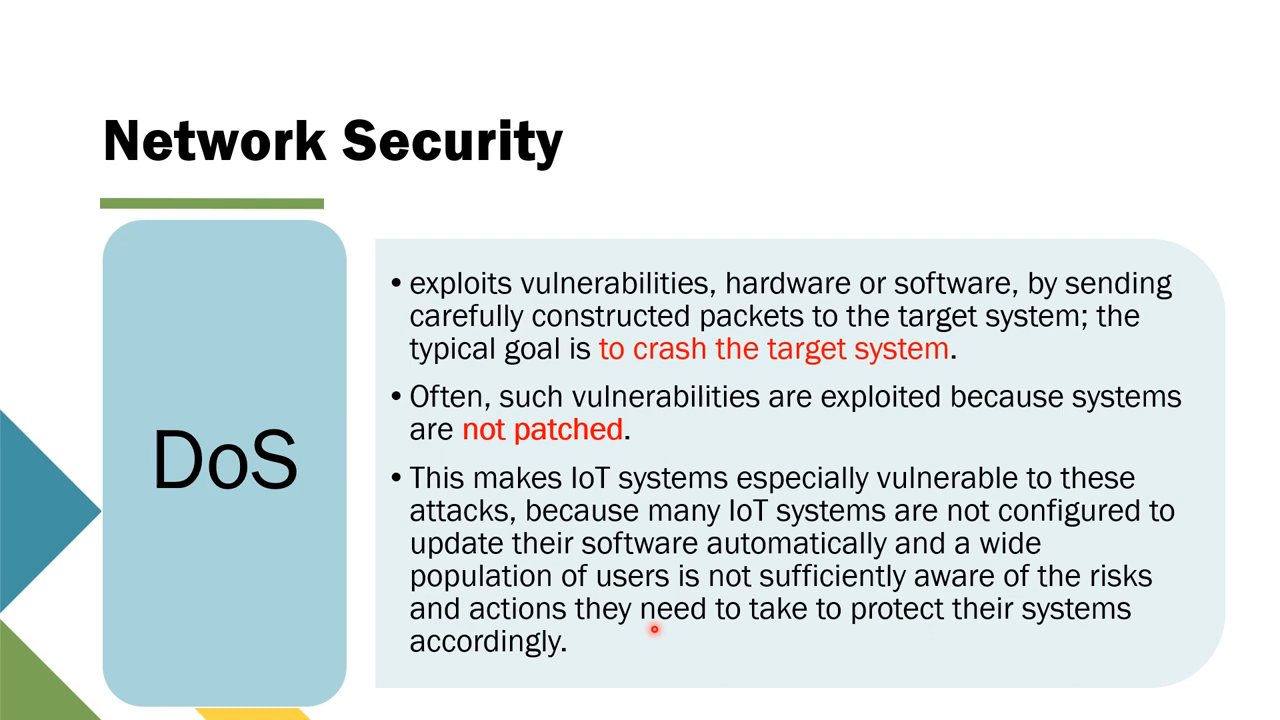 Network Security
DoS
• exploits vulnerabilities, hardware or software, by sending
carefully constructed packets to the target system; the
typical goal is to crash the target system.
• Often, such vulnerabilities are exploited because systems
are not patched.
• This makes IoT systems especially vulnerable to these
attacks, because many IoT systems are not configured to
update their software automatically and a wide
population of users is not sufficiently aware of the risks
and actions they need to take to protect their systems
accordingly.